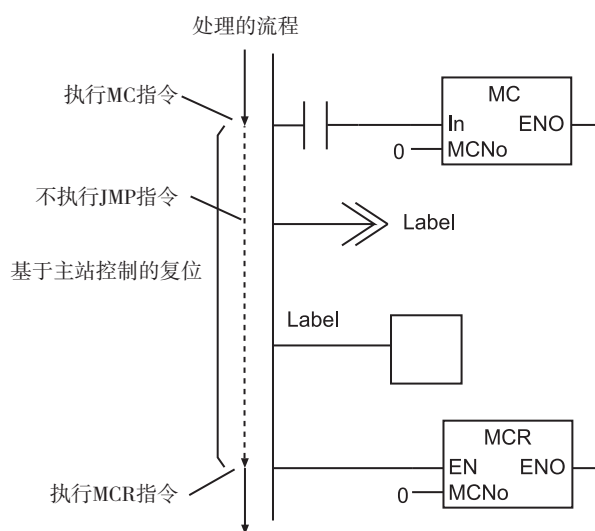 处理的流程
执行MC指令
MC
In ENO
0 MCNo
不执行JMP指令
Label
基于主站控制的复位
Label
MCR
EN ENO
0 MCNo
执行MCR指令